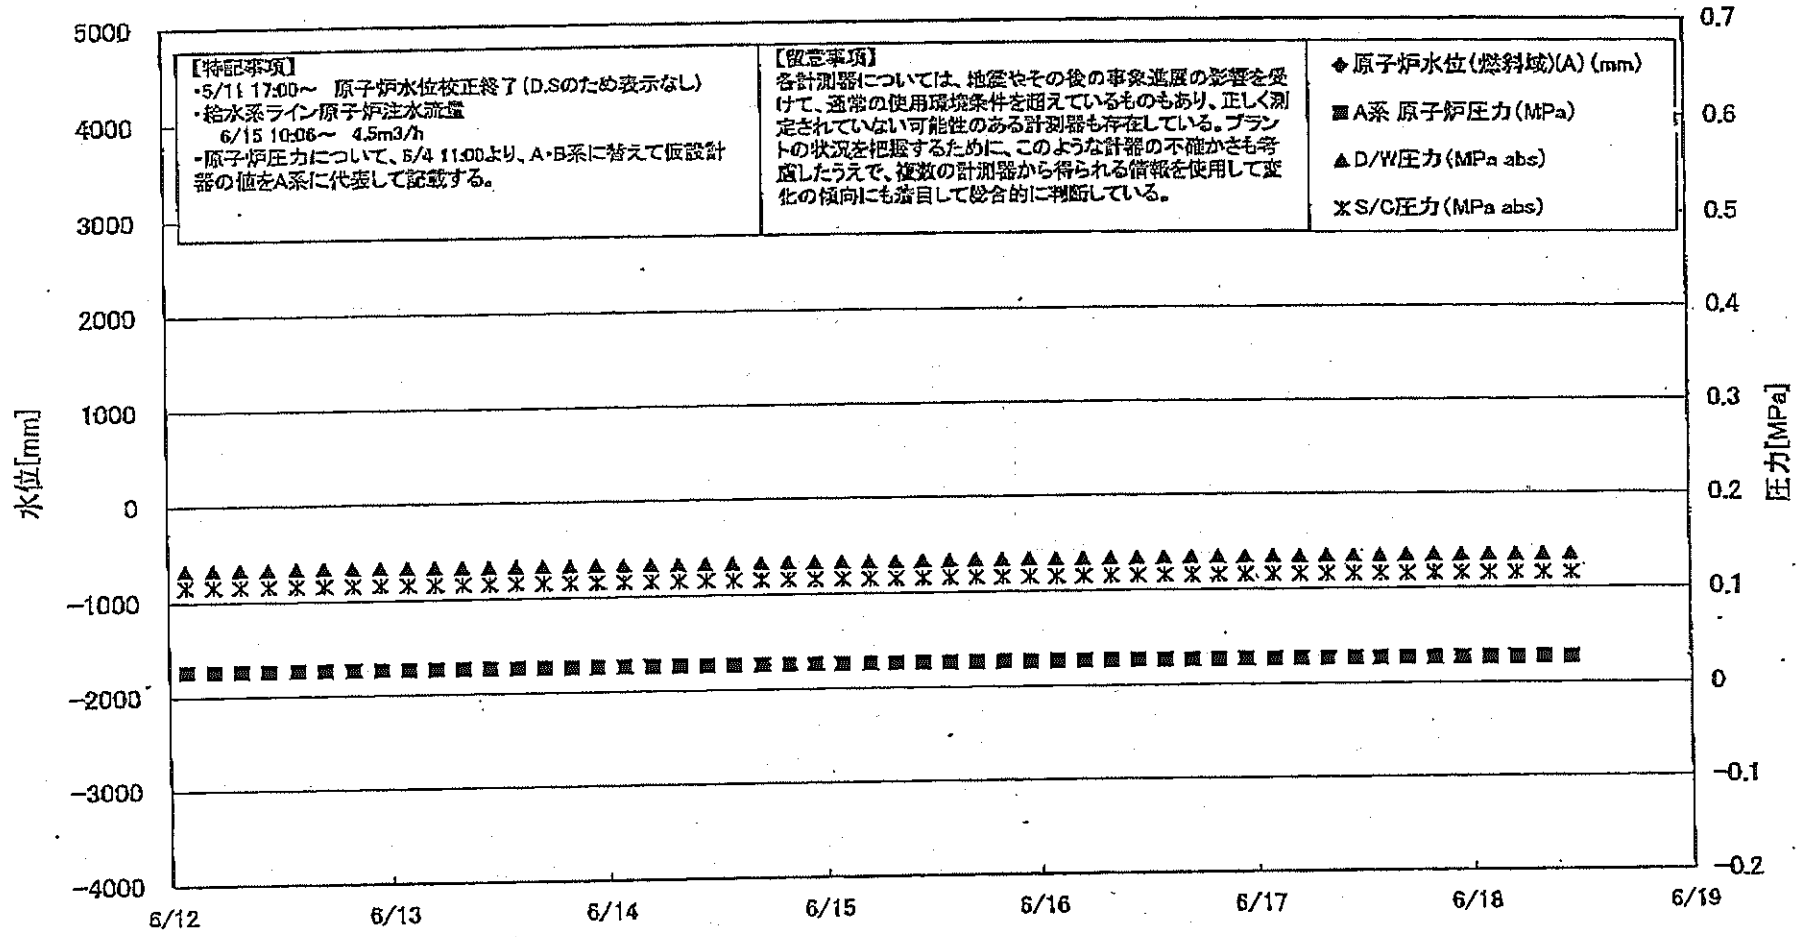 5000
4000
3000
2000
1000
0
-1000
-2000
-3000
-4000
水位[mm]
【特記事項】
・5/11 17:00～ 原子炉水位校正終了(D.Sのため表示なし)
・給水系ライン原子炉注水流量
6/15 10:06～ 4.5m3/h
・原子炉圧力について、6/4 11:00より、A・B系に替えて仮設計
器の値をA系に代表して記載する。
【留意事項】
各計測器については、地震やその後の事象進展の影響を受
けて、通常の使用環境条件を超えているものもあり、正しく測
定されていない可能性のある計測器も存在している。プラン
トの状況を把握するために、このような計器の不確かさも考
慮したうえで、複数の計測器から得られる情報を使用して変
化の傾向にも着目して総合的に判断している。
◆原子炉水位(燃料域)(A)(mm)
■A系 原子炉圧力(MPa)
▲D/W圧力(MPa abs)
ж S/C圧力(MPa abs)
0.7
0.6
0.5
0.4
0.3
0.2
0.1
0
-0.1
-0.2
圧力[MPa]
6/12
6/13
6/14
6/15
6/16
6/17
6/18
6/19